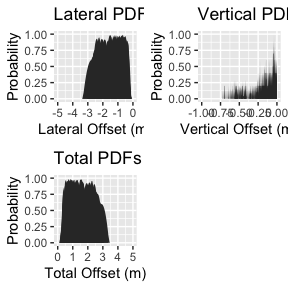 Lateral PDF
Probability
1.00
0.75
0.50
0.25
0.00
-5 -4 -3 -2 -1 0
Lateral Offset (m
Vertical PDF
Probability
1.00
0.75
0.50
0.25
0.00
-1.00 -0.75 -0.50 -0.25 0.00
Vertical Offset (m
Total PDFs
Probability
1.00
0.75
0.50
0.25
0.00
0 1 2 3 4 5
Total Offset (m)